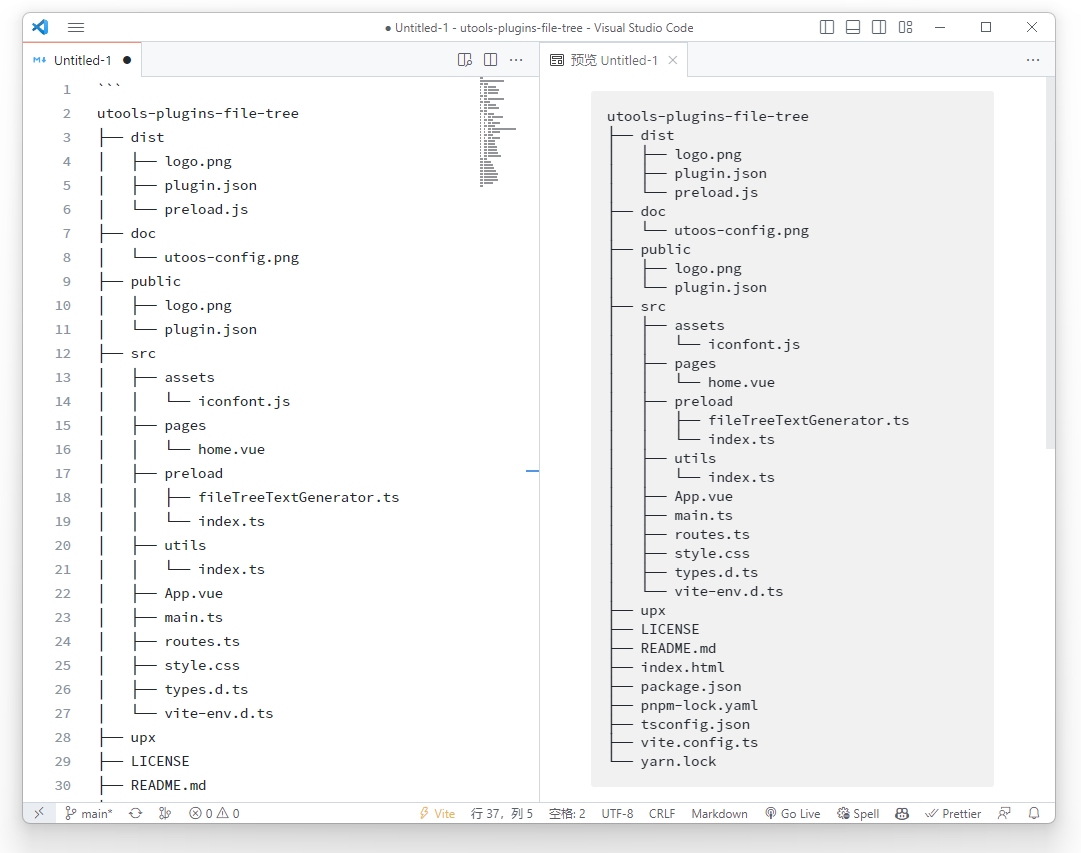 ● Untitled-1 - utools-plugins-file-tree - Visual Studio Code
Untitled-1 ●
预览 Untitled-1
1 ```
2 utools-plugins-file-tree
3 ├── dist
4 │   ├── logo.png
5 │   ├── plugin.json
6 │   └── preload.js
7 ├── doc
8 │   └── utoos-config.png
9 ├── public
10 │   ├── logo.png
11 │   └── plugin.json
12 ├── src
13 │   ├── assets
14 │   │   └── iconfont.js
15 │   ├── pages
16 │   │   └── home.vue
17 │   ├── preload
18 │   │   ├── fileTreeTextGenerator.ts
19 │   │   └── index.ts
20 │   ├── utils
21 │   │   └── index.ts
22 │   ├── App.vue
23 │   ├── main.ts
24 │   ├── routes.ts
25 │   ├── style.css
26 │   ├── types.d.ts
27 │   └── vite-env.d.ts
28 ├── upx
29 ├── LICENSE
30 ├── README.md
utools-plugins-file-tree
├── dist
│   ├── logo.png
│   ├── plugin.json
│   └── preload.js
├── doc
│   └── utoos-config.png
├── public
│   ├── logo.png
│   └── plugin.json
├── src
│   ├── assets
│   │   └── iconfont.js
│   ├── pages
│   │   └── home.vue
│   ├── preload
│   │   ├── fileTreeTextGenerator.ts
│   │   └── index.ts
│   ├── utils
│   │   └── index.ts
│   ├── App.vue
│   ├── main.ts
│   ├── routes.ts
│   ├── style.css
│   ├── types.d.ts
│   └── vite-env.d.ts
├── upx
├── LICENSE
├── README.md
├── index.html
├── package.json
├── pnpm-lock.yaml
├── tsconfig.json
├── vite.config.ts
└── yarn.lock
main* 0 0 Vite 行 37，列 5 空格: 2 UTF-8 CRLF Markdown Go Live Spell Prettier